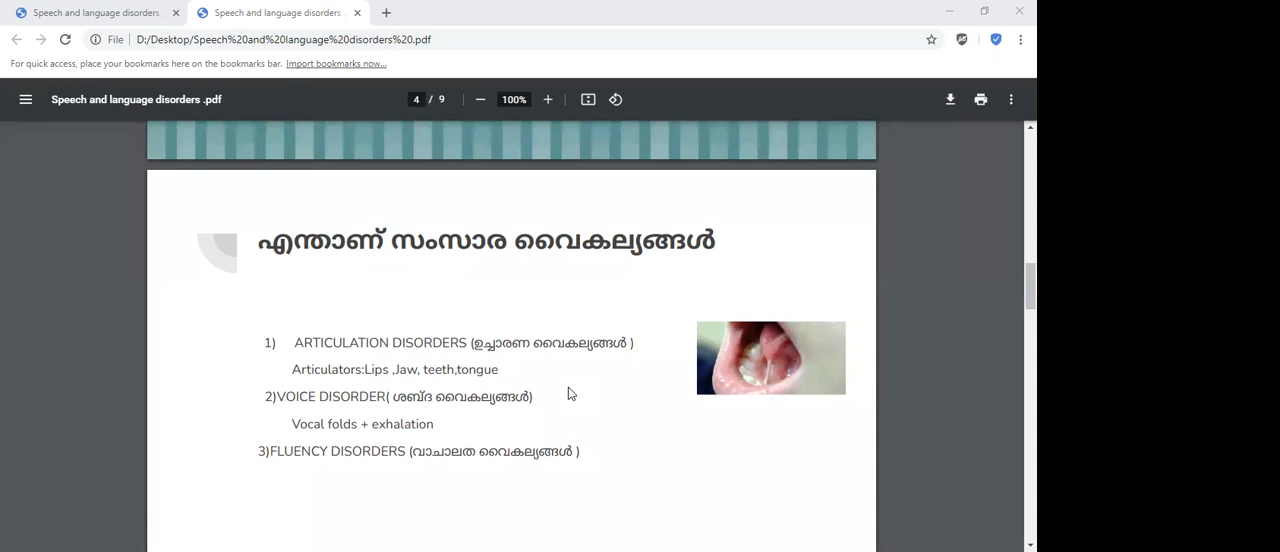 Speech and language disorders .
Speech and language disorders .
File D:/Desktop/Speech%20and%20language%20disorders%20.pdf
For quick access, place your bookmarks here on the bookmarks bar. Import bookmarks now...
Speech and language disorders .pdf
4 / 9
100%
എന്താണ് സംസാര വൈകല്യങ്ങൾ
1) ARTICULATION DISORDERS (ഉച്ചാരണ വൈകല്യങ്ങൾ )
Articulators:Lips ,Jaw, teeth,tongue
2)VOICE DISORDER( ശബ്ദ വൈകല്യങ്ങൾ)
Vocal folds + exhalation
3)FLUENCY DISORDERS (വാചാലത വൈകല്യങ്ങൾ )